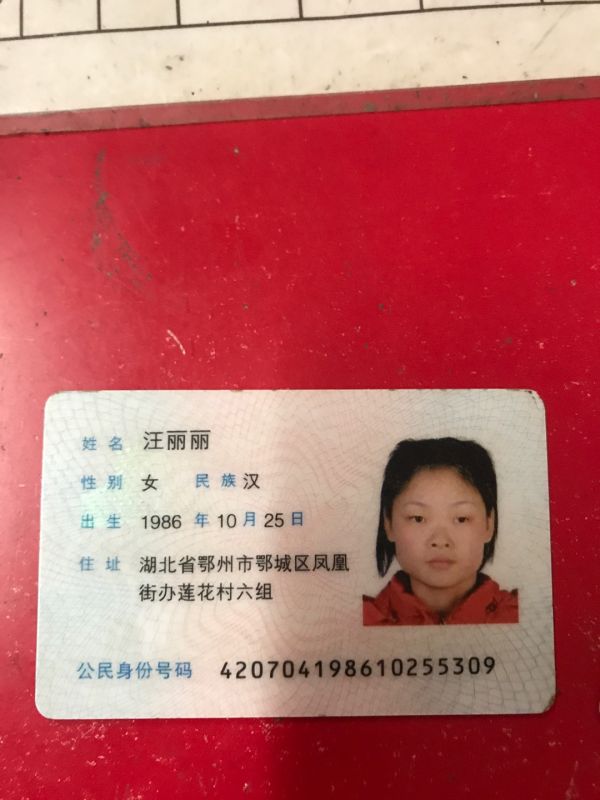 姓名 汪丽丽
性别 女 民族 汉
出生 1986 年 10 月 25 日
住址 湖北省鄂州市鄂城区凤凰
街办莲花村六组
公民身份号码 420704198610255309